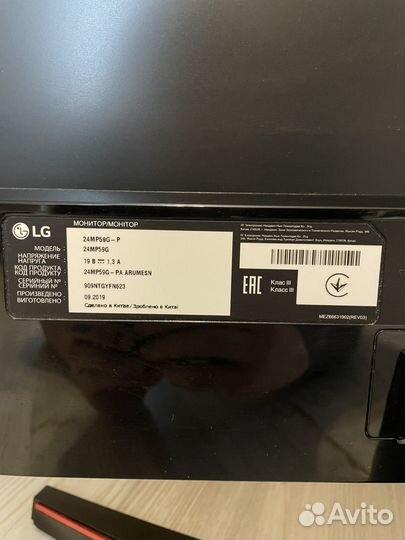 LG
МОНИТОР/МОНІТОР
24MP59G-P
МОДЕЛЬ 24MP59G
НАПРЯЖЕНИЕ
НАПРУГА 19 В 1,3 A
КОД ПРОДУКТА
КОД ПРОДУКТУ 24MP59G-PA ARUMESN
СЕРИЙНЫЙ №
СЕРІЙНИЙ № 909NTGYFN623
ПРОИЗВЕДЕНО
ВИГОТОВЛЕНО 09.2019
Сделано в Китае/Зроблено в Китаї
EAC
Клас III
Класс III
MEZ66631902(REV03)
Avito